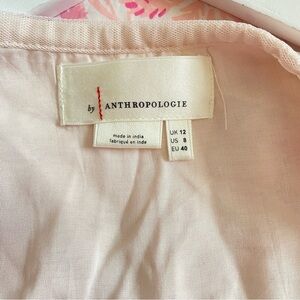 by ANTHROPOLOGIE
made in india
fabriqué en Inde
UK 12
US 8
EU 40